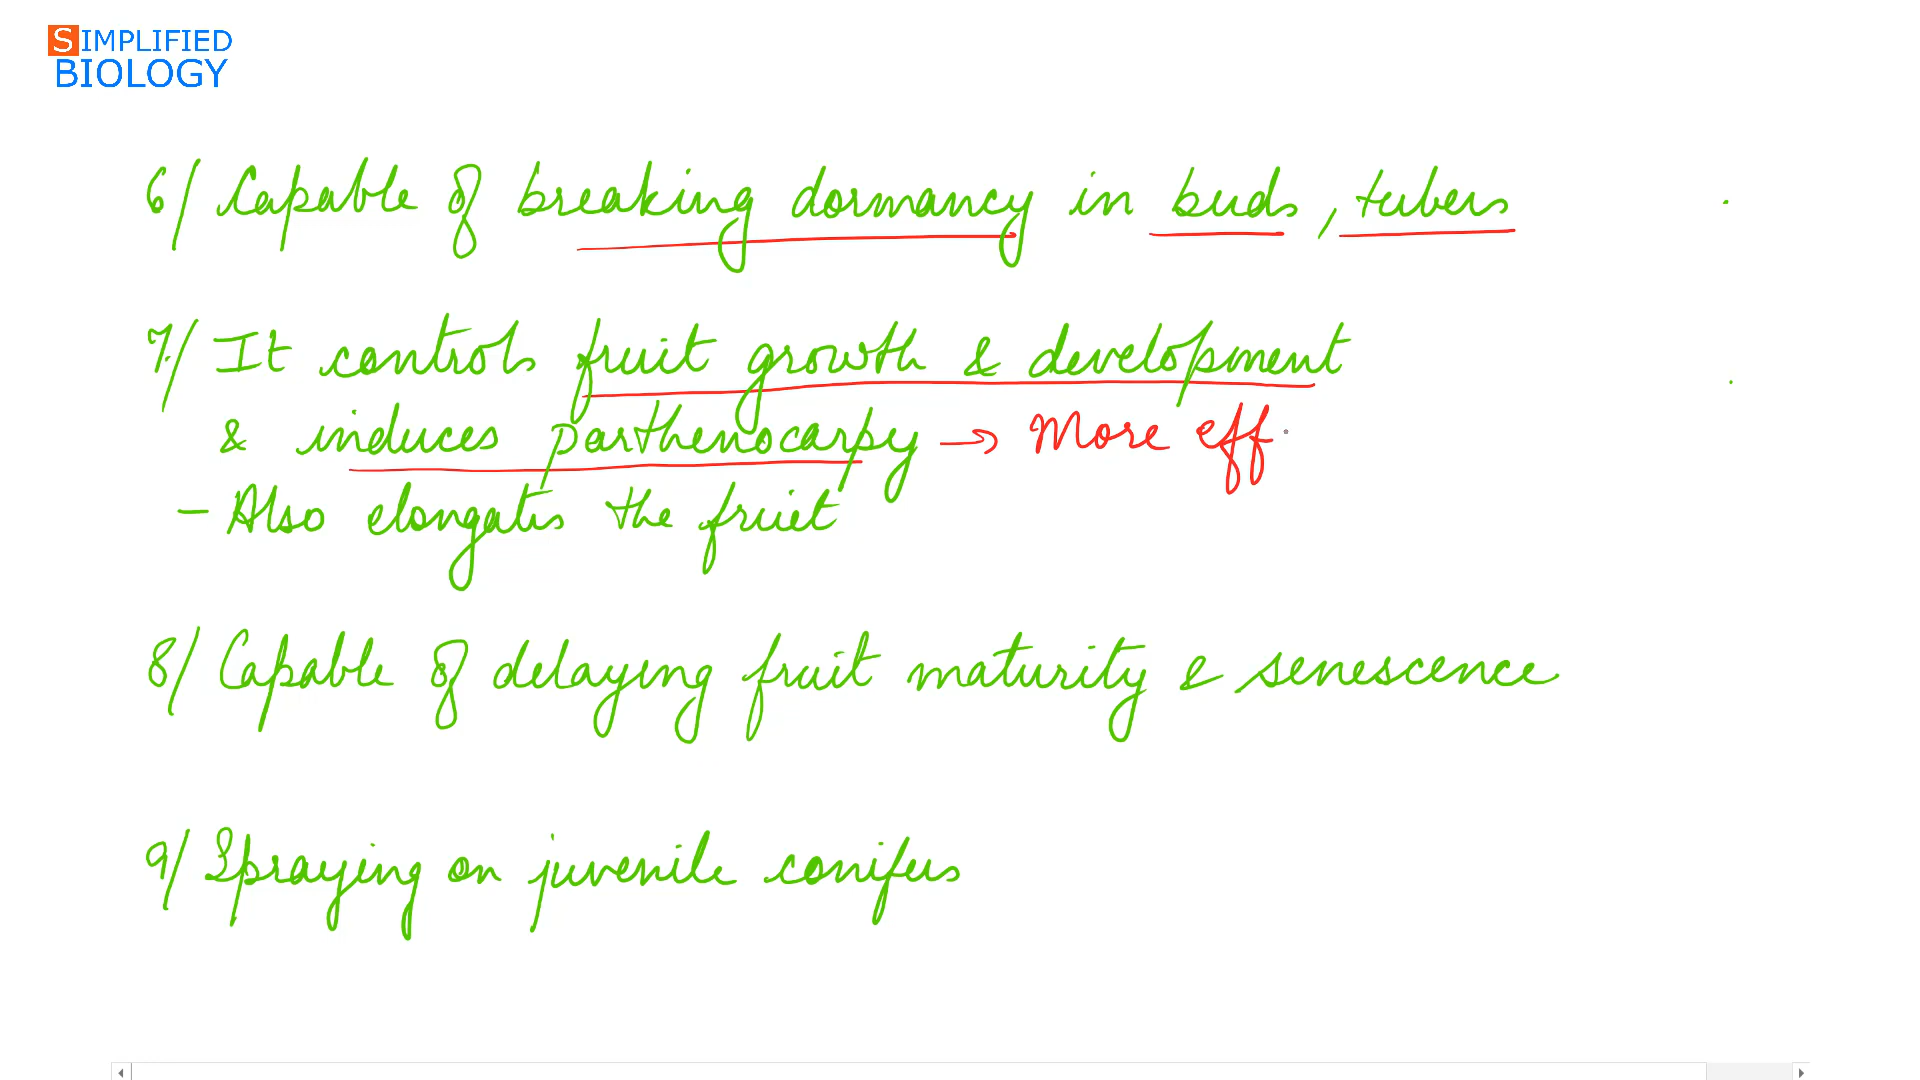 SIMPLIFIED
BIOLOGY
6/ Capable of breaking dormancy in buds, tubers
7/ It controls fruit growth & development
& induces parthenocarpy → More eff
- Also elongates the fruit
8/ Capable of delaying fruit maturity & senescence
9/ Spraying on juvenile conifers